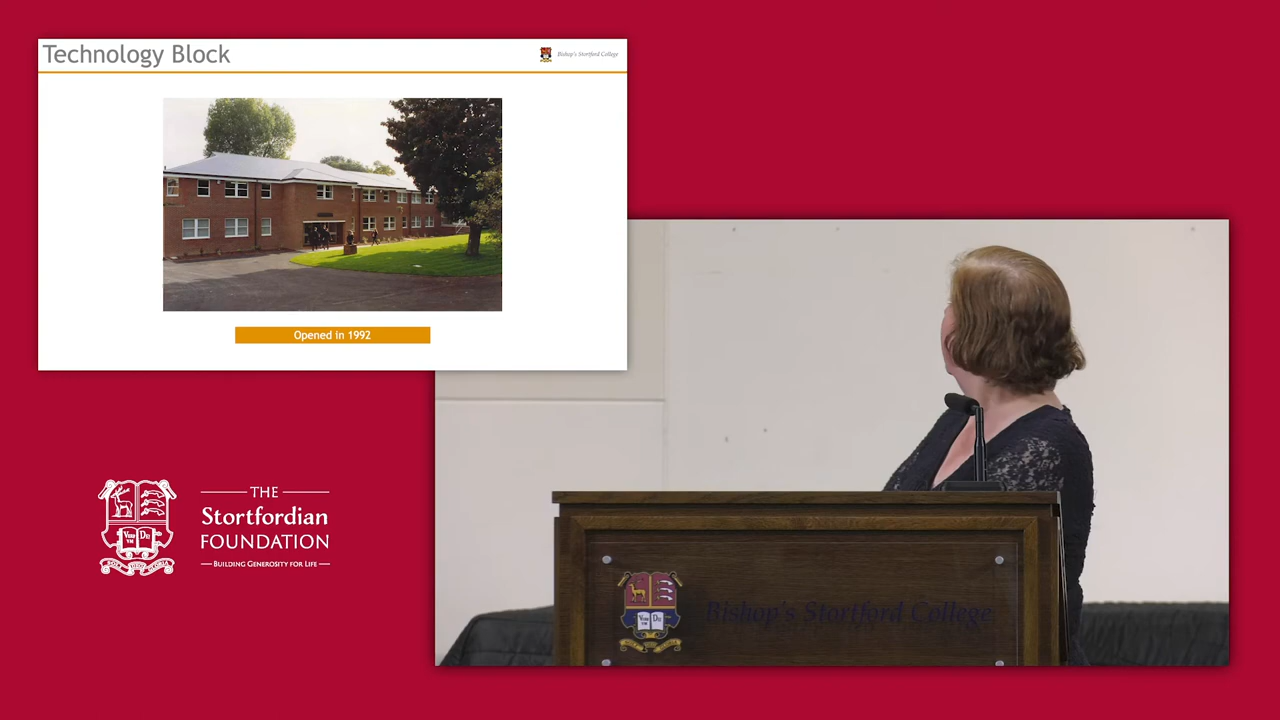 Technology Block
Bishop's Stortford College
Opened in 1992
THE
Stortfordian
FOUNDATION
BUILDING GENEROSITY FOR LIFE
Bishop's Stortford College